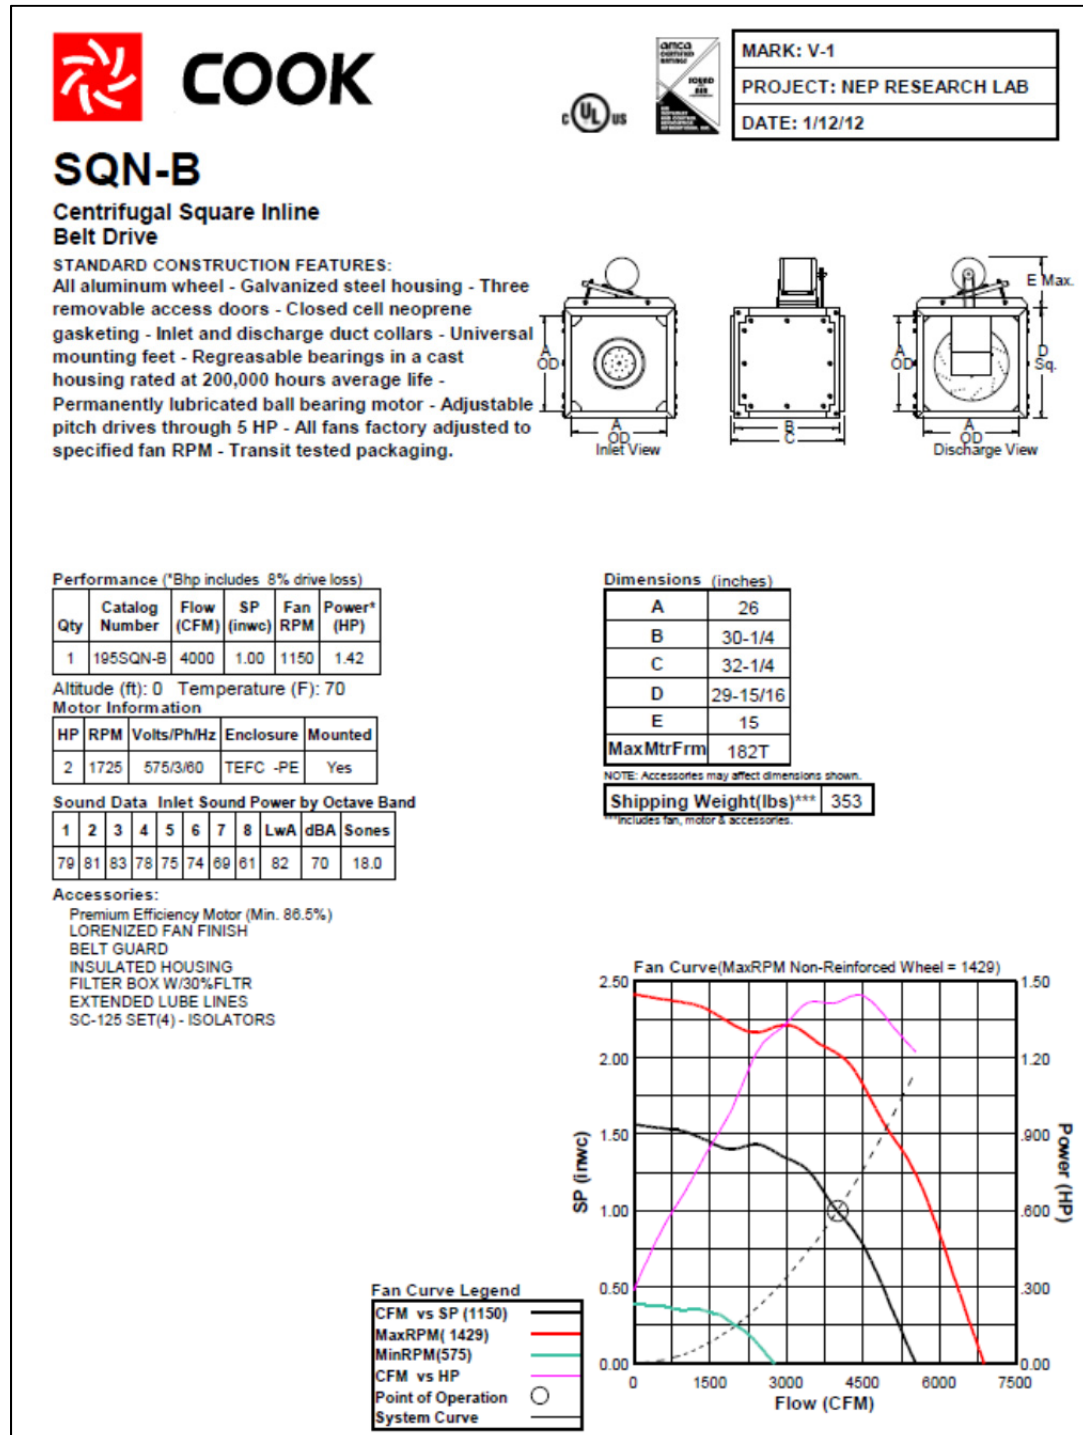 COOK
c UL us
amca
CERTIFIED
RATINGS
SOUND
AIR
MARK: V-1
PROJECT: NEP RESEARCH LAB
DATE: 1/12/12
SQN-B
Centrifugal Square Inline
Belt Drive
STANDARD CONSTRUCTION FEATURES:
All aluminum wheel - Galvanized steel housing - Three
removable access doors - Closed cell neoprene
gasketing - Inlet and discharge duct collars - Universal
mounting feet - Regreasable bearings in a cast
housing rated at 200,000 hours average life -
Permanently lubricated ball bearing motor - Adjustable
pitch drives through 5 HP - All fans factory adjusted to
specified fan RPM - Transit tested packaging.
A
OD
A
OD
Inlet View
B
C
E Max.
A
OD
D
Sq.
A
OD
Discharge View
Performance (*Bhp includes 8% drive loss)
Qty Catalog Number Flow (CFM) SP (inwc) Fan RPM Power* (HP)
1 195SQN-B 4000 1.00 1150 1.42
Altitude (ft): 0 Temperature (F): 70
Motor Information
HP RPM Volts/Ph/Hz Enclosure Mounted
2 1725 575/3/60 TEFC -PE Yes
Sound Data Inlet Sound Power by Octave Band
1 2 3 4 5 6 7 8 LwA dBA Sones
79 81 83 78 75 74 69 61 82 70 18.0
Accessories:
Premium Efficiency Motor (Min. 86.5%)
LORENIZED FAN FINISH
BELT GUARD
INSULATED HOUSING
FILTER BOX W/30%FLTR
EXTENDED LUBE LINES
SC-125 SET(4) - ISOLATORS
Dimensions (inches)
A 26
B 30-1/4
C 32-1/4
D 29-15/16
E 15
MaxMtrFrm 182T
NOTE: Accessories may affect dimensions shown.
Shipping Weight(lbs)*** 353
***Includes fan, motor & accessories.
Fan Curve(MaxRPM Non-Reinforced Wheel = 1429)
2.50
2.00
1.50
1.00
0.50
0.00
SP (inwc)
1.50
1.20
.900
.600
.300
0.00
Power (HP)
0 1500 3000 4500 6000 7500
Flow (CFM)
Fan Curve Legend
CFM vs SP (1150)
MaxRPM( 1429)
MinRPM(575)
CFM vs HP
Point of Operation
System Curve